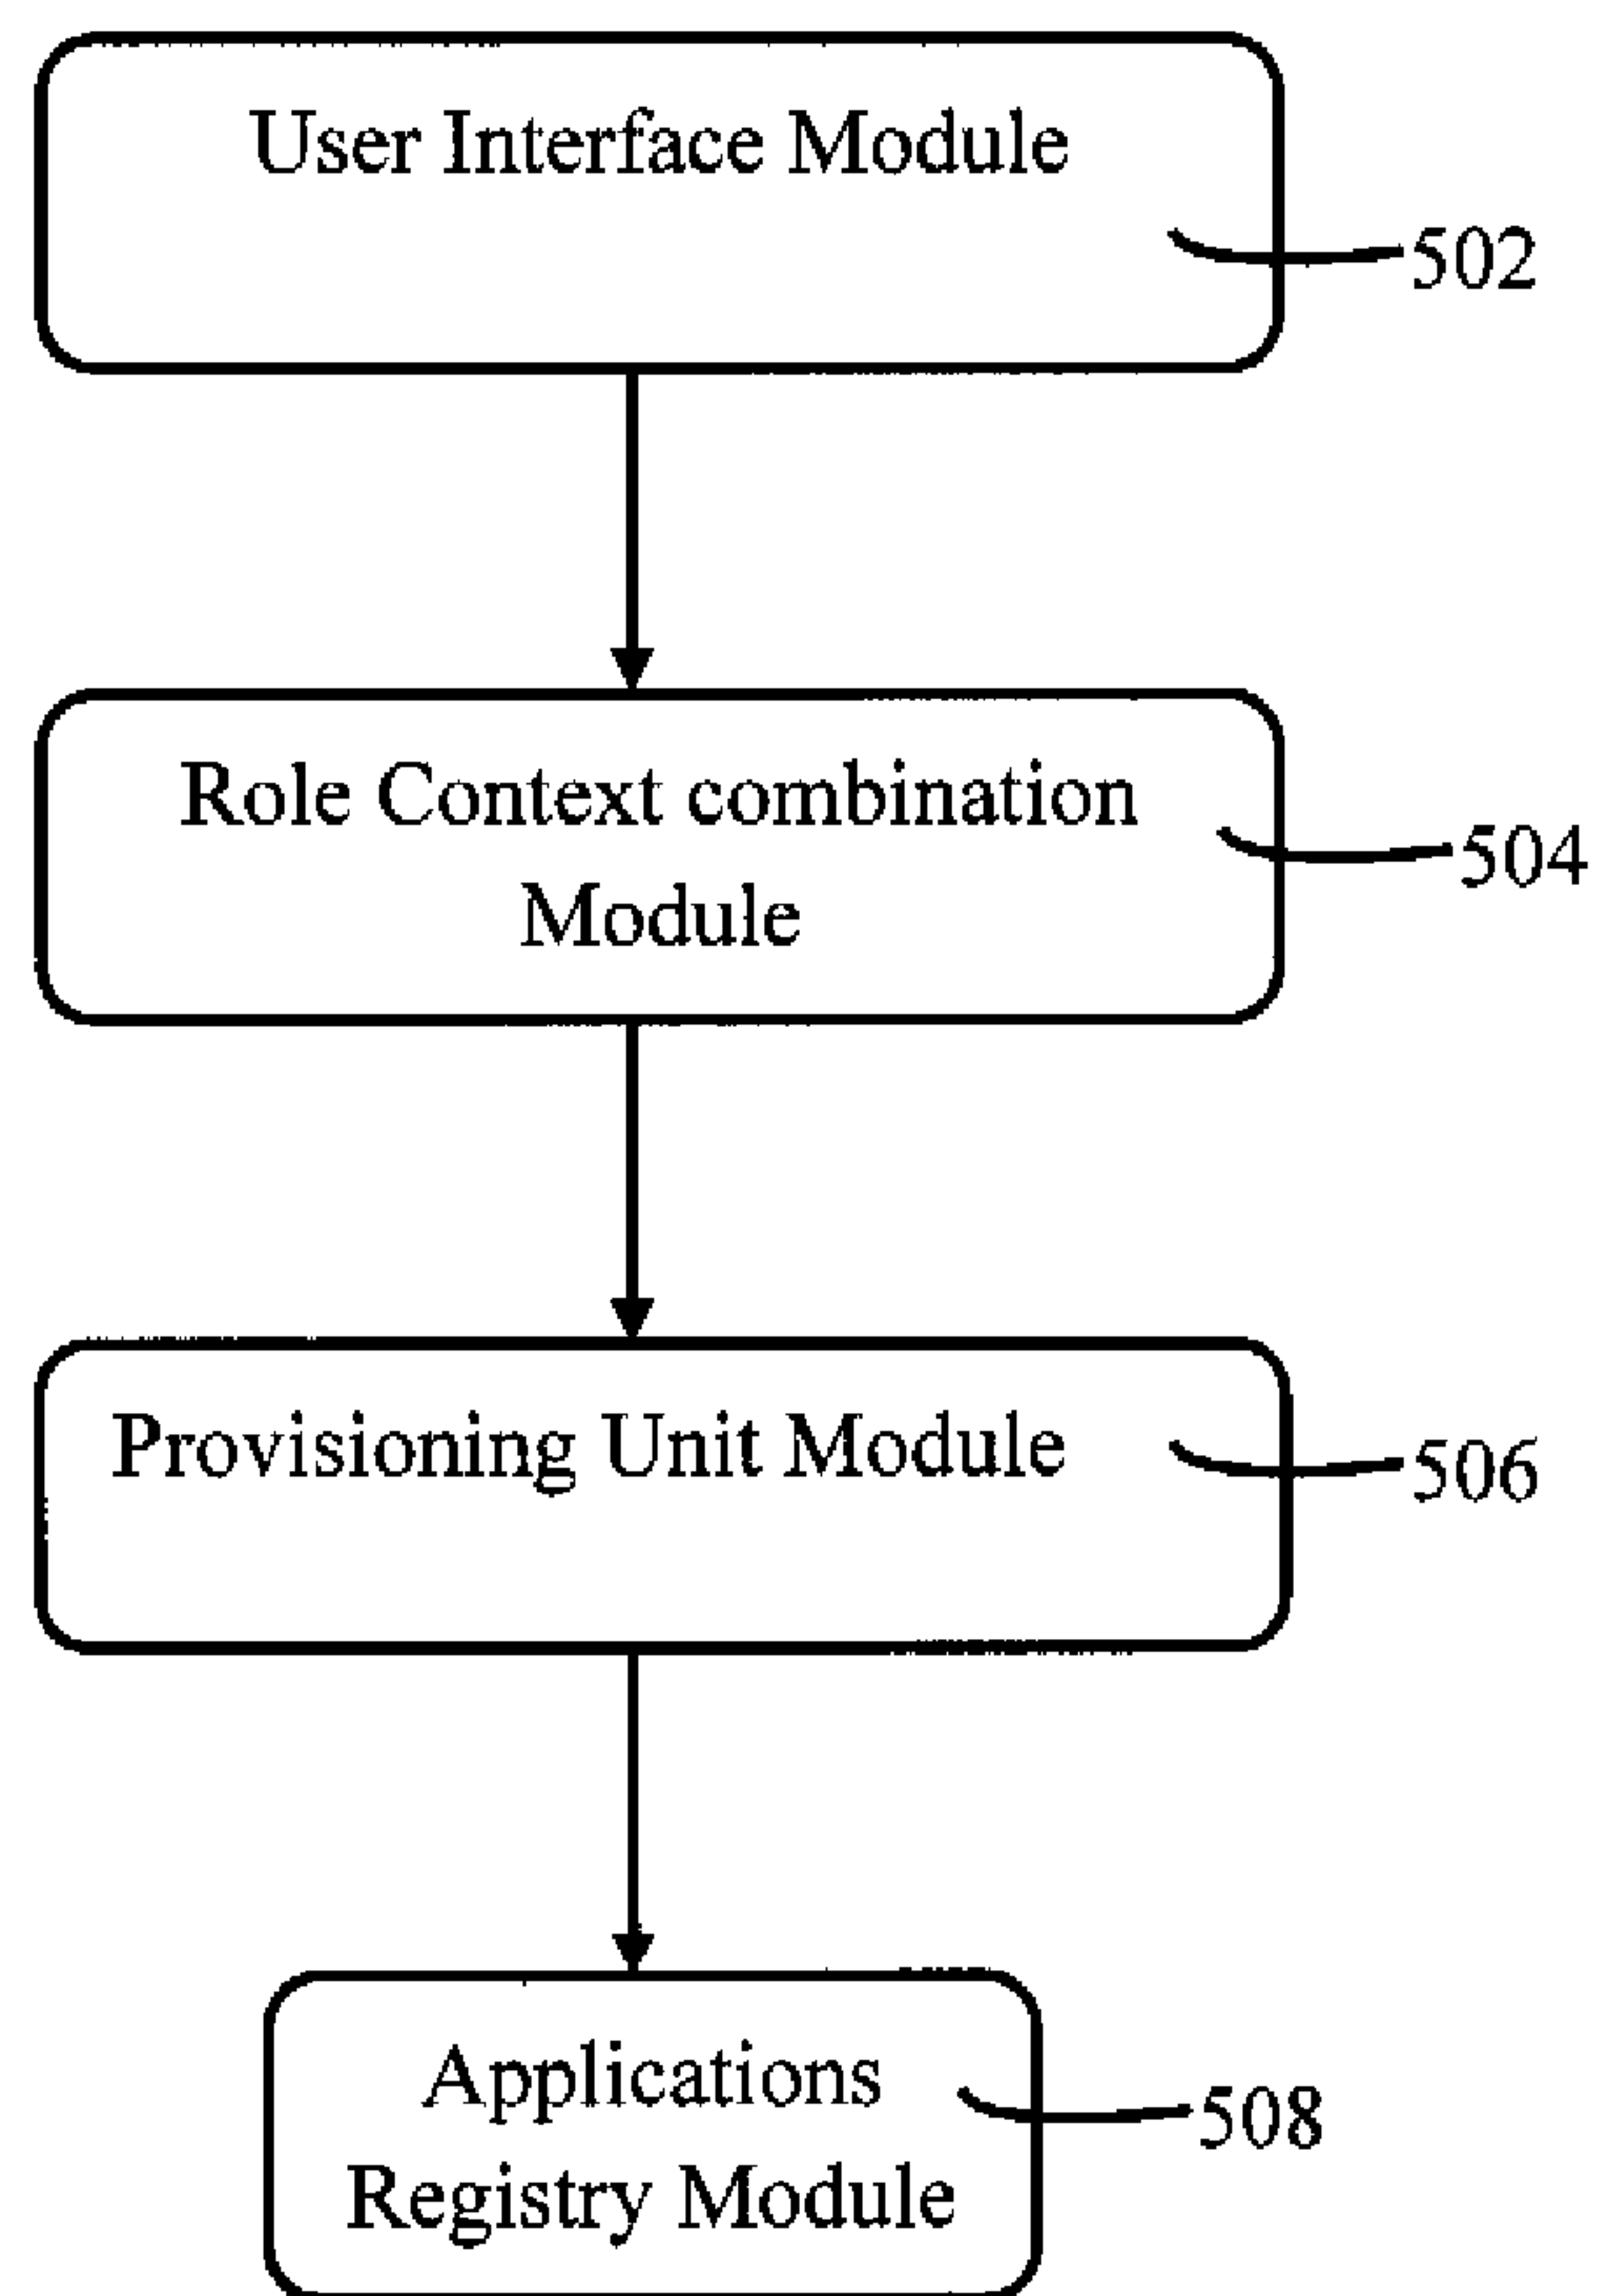 User Interface Module
502
Role Context combination
Module
504
Provisioning Unit Module
506
Applications
Registry Module
508